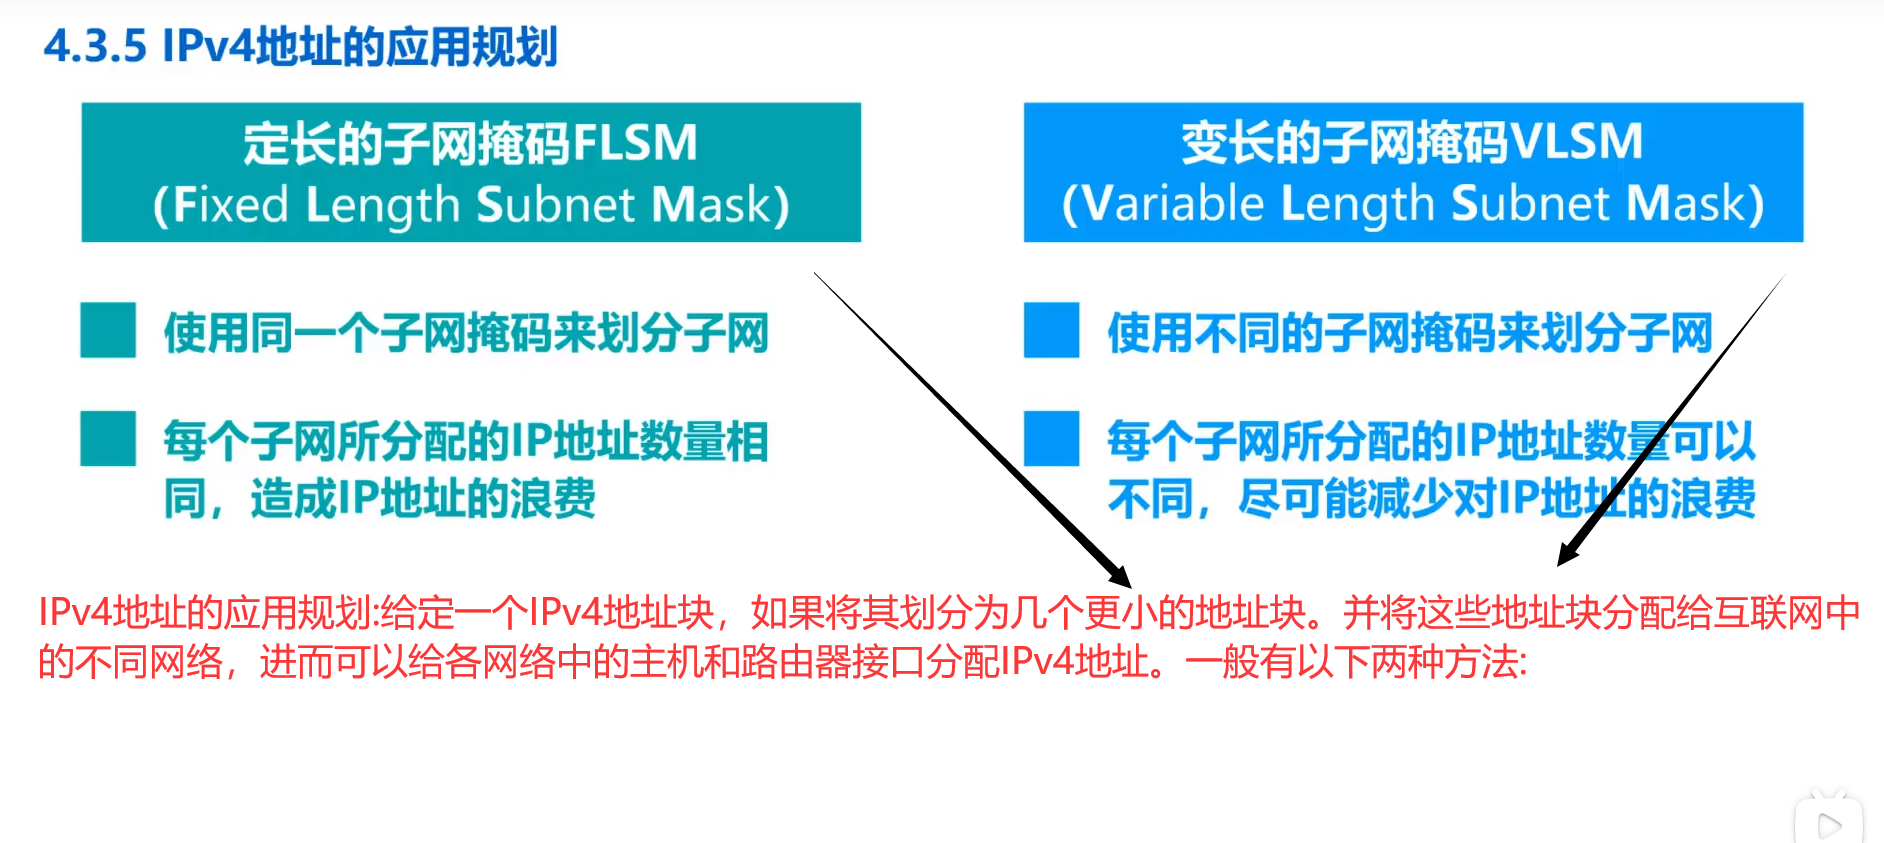 4.3.5 IPv4地址的应用规划
定长的子网掩码FLSM
(Fixed Length Subnet Mask)
使用同一个子网掩码来划分子网
每个子网所分配的IP地址数量相
同，造成IP地址的浪费
变长的子网掩码VLSM
(Variable Length Subnet Mask)
使用不同的子网掩码来划分子网
每个子网所分配的IP地址数量可以
不同，尽可能减少对IP地址的浪费
IPv4地址的应用规划:给定一个IPv4地址块，如果将其划分为几个更小的地址块。并将这些地址块分配给互联网中
的不同网络，进而可以给各网络中的主机和路由器接口分配IPv4地址。一般有以下两种方法: